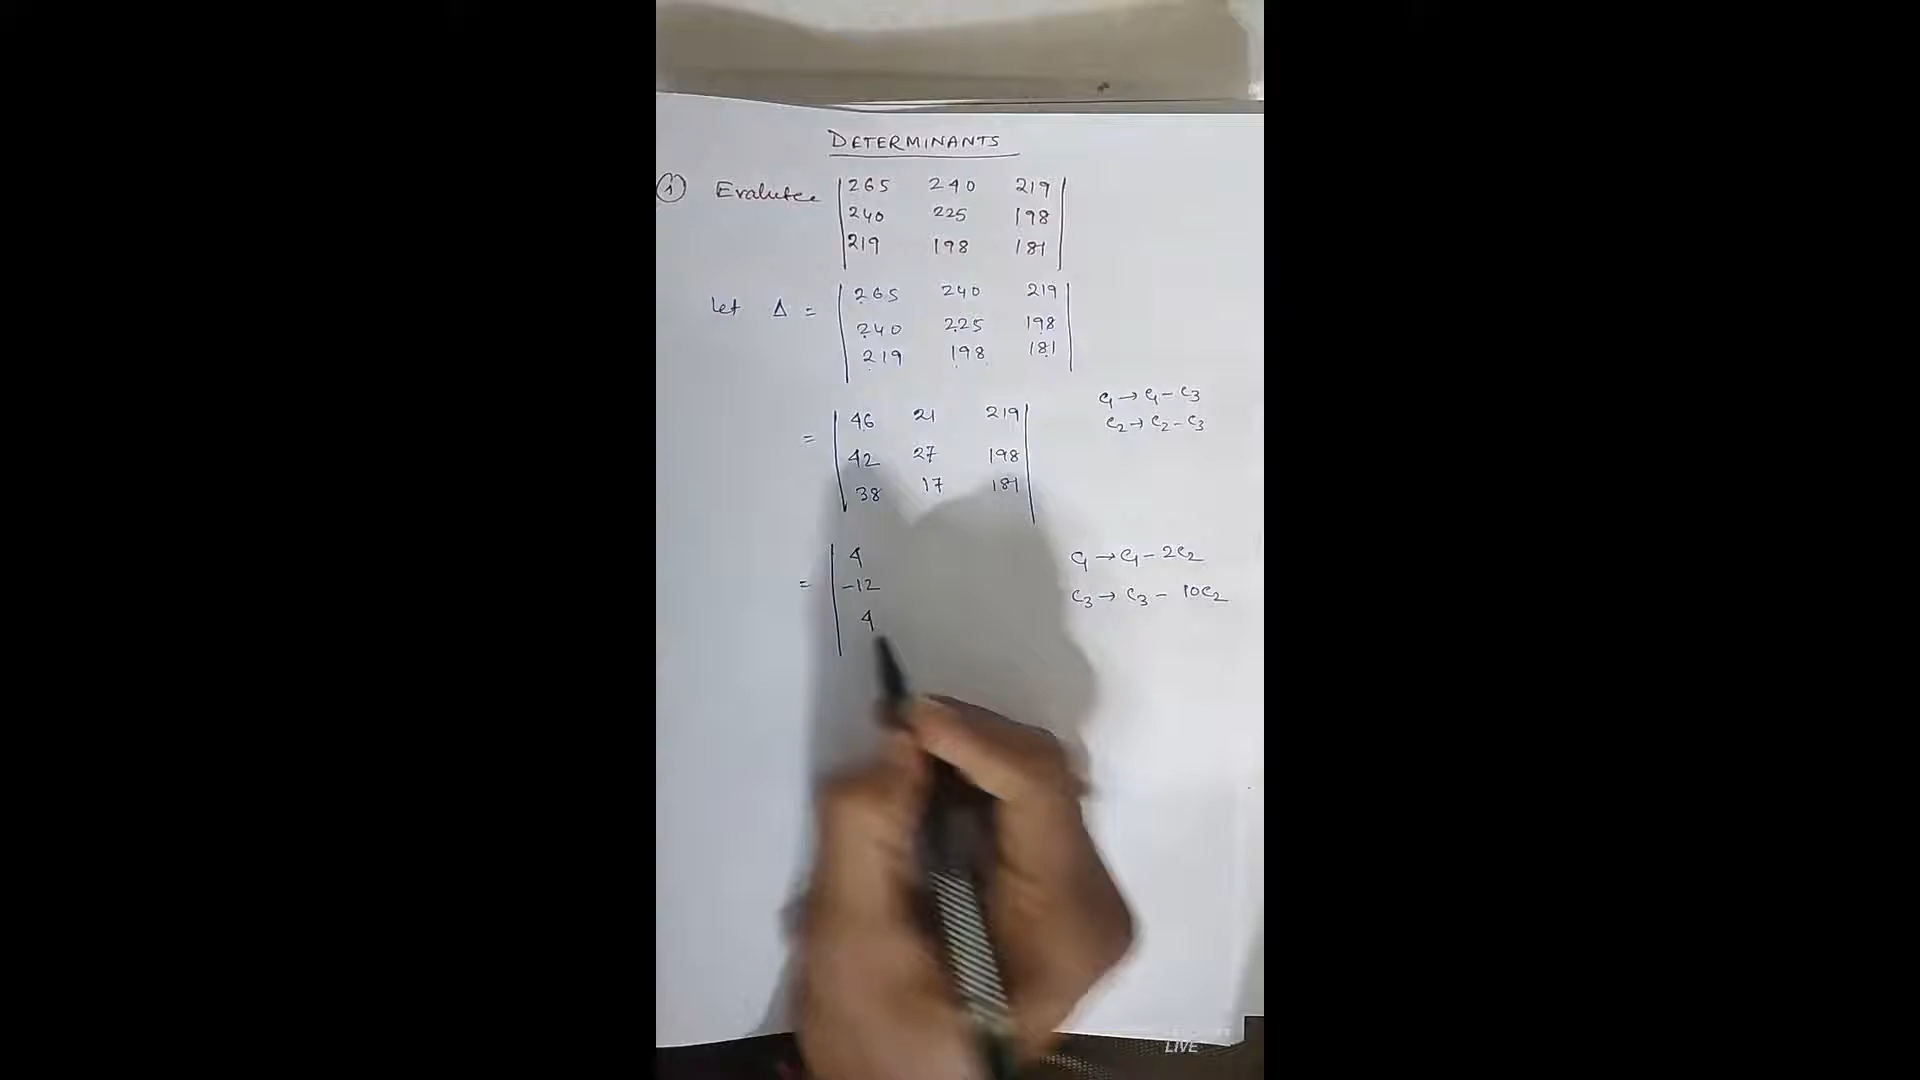 DETERMINANTS
① Evalutee | 265 240 219 |
| 240 225 198 |
| 219 198 181 |
Let Δ = | 265 240 219 |
| 240 225 198 |
| 219 198 181 |
= | 46 21 219 | C1 → C1 - C3
| 42 27 198 | C2 → C2 - C3
| 38 17 181 |
= | 4 C1 → C1 - 2C2
| -12 C3 → C3 - 10C2
| 4
LIVE